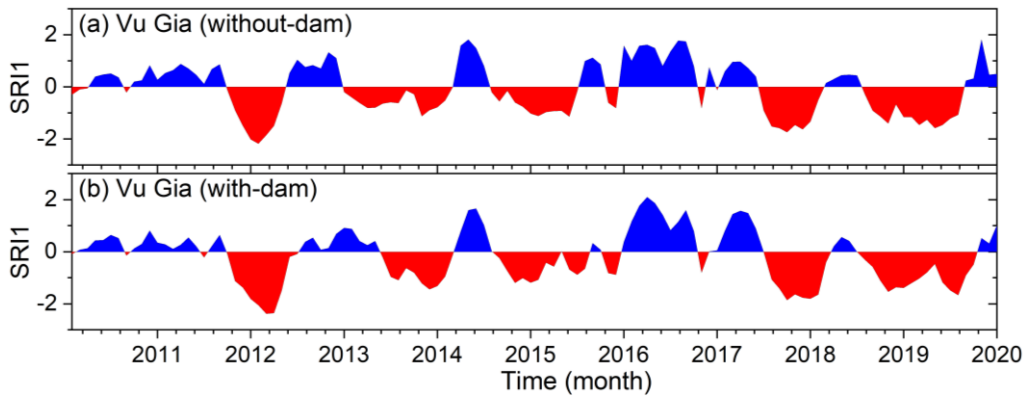 (a) Vu Gia (without-dam)
2
0
-2
SRI1
(b) Vu Gia (with-dam)
2
0
-2
SRI1
2011 2012 2013 2014 2015 2016 2017 2018 2019 2020
Time (month)